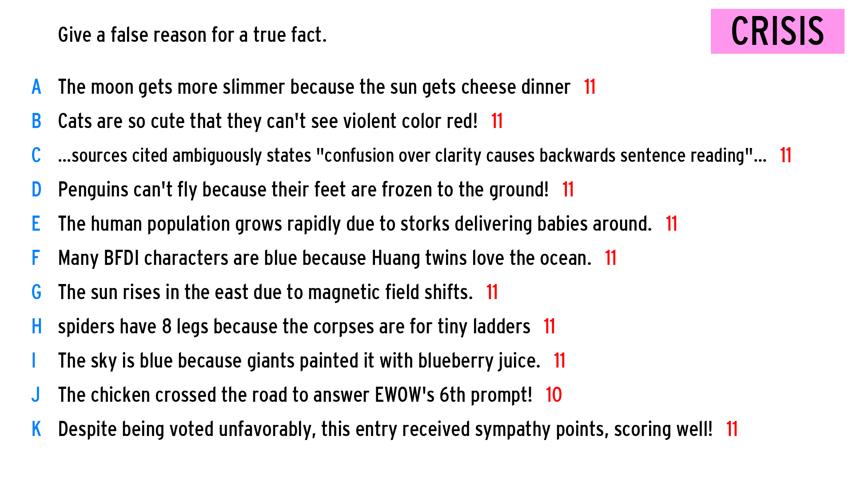 Give a false reason for a true fact.
CRISIS
A The moon gets more slimmer because the sun gets cheese dinner 11
B Cats are so cute that they can't see violent color red! 11
C ...sources cited ambiguously states "confusion over clarity causes backwards sentence reading"... 11
D Penguins can't fly because their feet are frozen to the ground! 11
E The human population grows rapidly due to storks delivering babies around. 11
F Many BFDI characters are blue because Huang twins love the ocean. 11
G The sun rises in the east due to magnetic field shifts. 11
H spiders have 8 legs because the corpses are for tiny ladders 11
I The sky is blue because giants painted it with blueberry juice. 11
J The chicken crossed the road to answer EWOW's 6th prompt! 10
K Despite being voted unfavorably, this entry received sympathy points, scoring well! 11